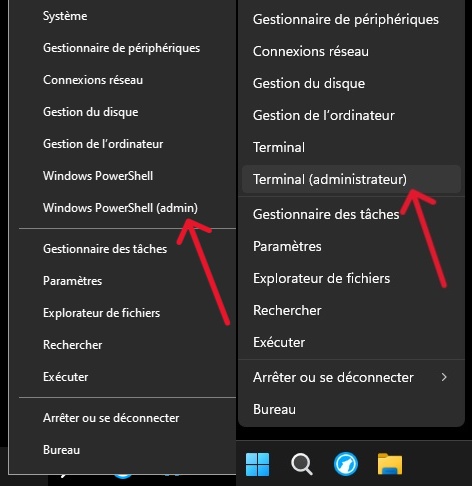 Système
Gestionnaire de périphériques
Connexions réseau
Gestion du disque
Gestion de l’ordinateur
Windows PowerShell
Windows PowerShell (admin)
Gestionnaire des tâches
Paramètres
Explorateur de fichiers
Rechercher
Exécuter
Arrêter ou se déconnecter
Bureau
Gestionnaire de périphériques
Connexions réseau
Gestion du disque
Gestion de l’ordinateur
Terminal
Terminal (administrateur)
Gestionnaire des tâches
Paramètres
Explorateur de fichiers
Rechercher
Exécuter
Arrêter ou se déconnecter
Bureau